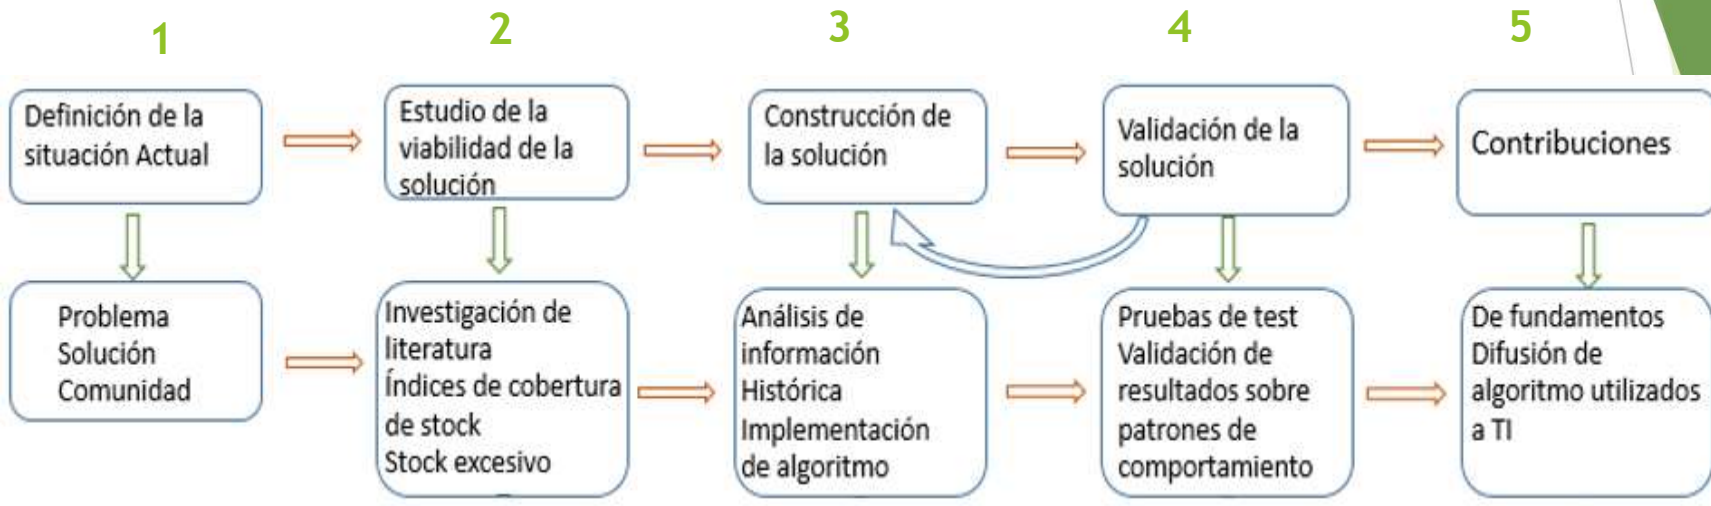 1
2
3
4
5
Definición de la
situación Actual
Estudio de la
viabilidad de la
solución
Construcción de
la solución
Validación de la
solución
Contribuciones
Problema
Solución
Comunidad
Investigación de
literatura
Índices de cobertura
de stock
Stock excesivo
Análisis de
información
Histórica
Implementación
de algoritmo
Pruebas de test
Validación de
resultados sobre
patrones de
comportamiento
De fundamentos
Difusión de
algoritmo utilizados
a TI